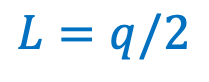 L = q/2